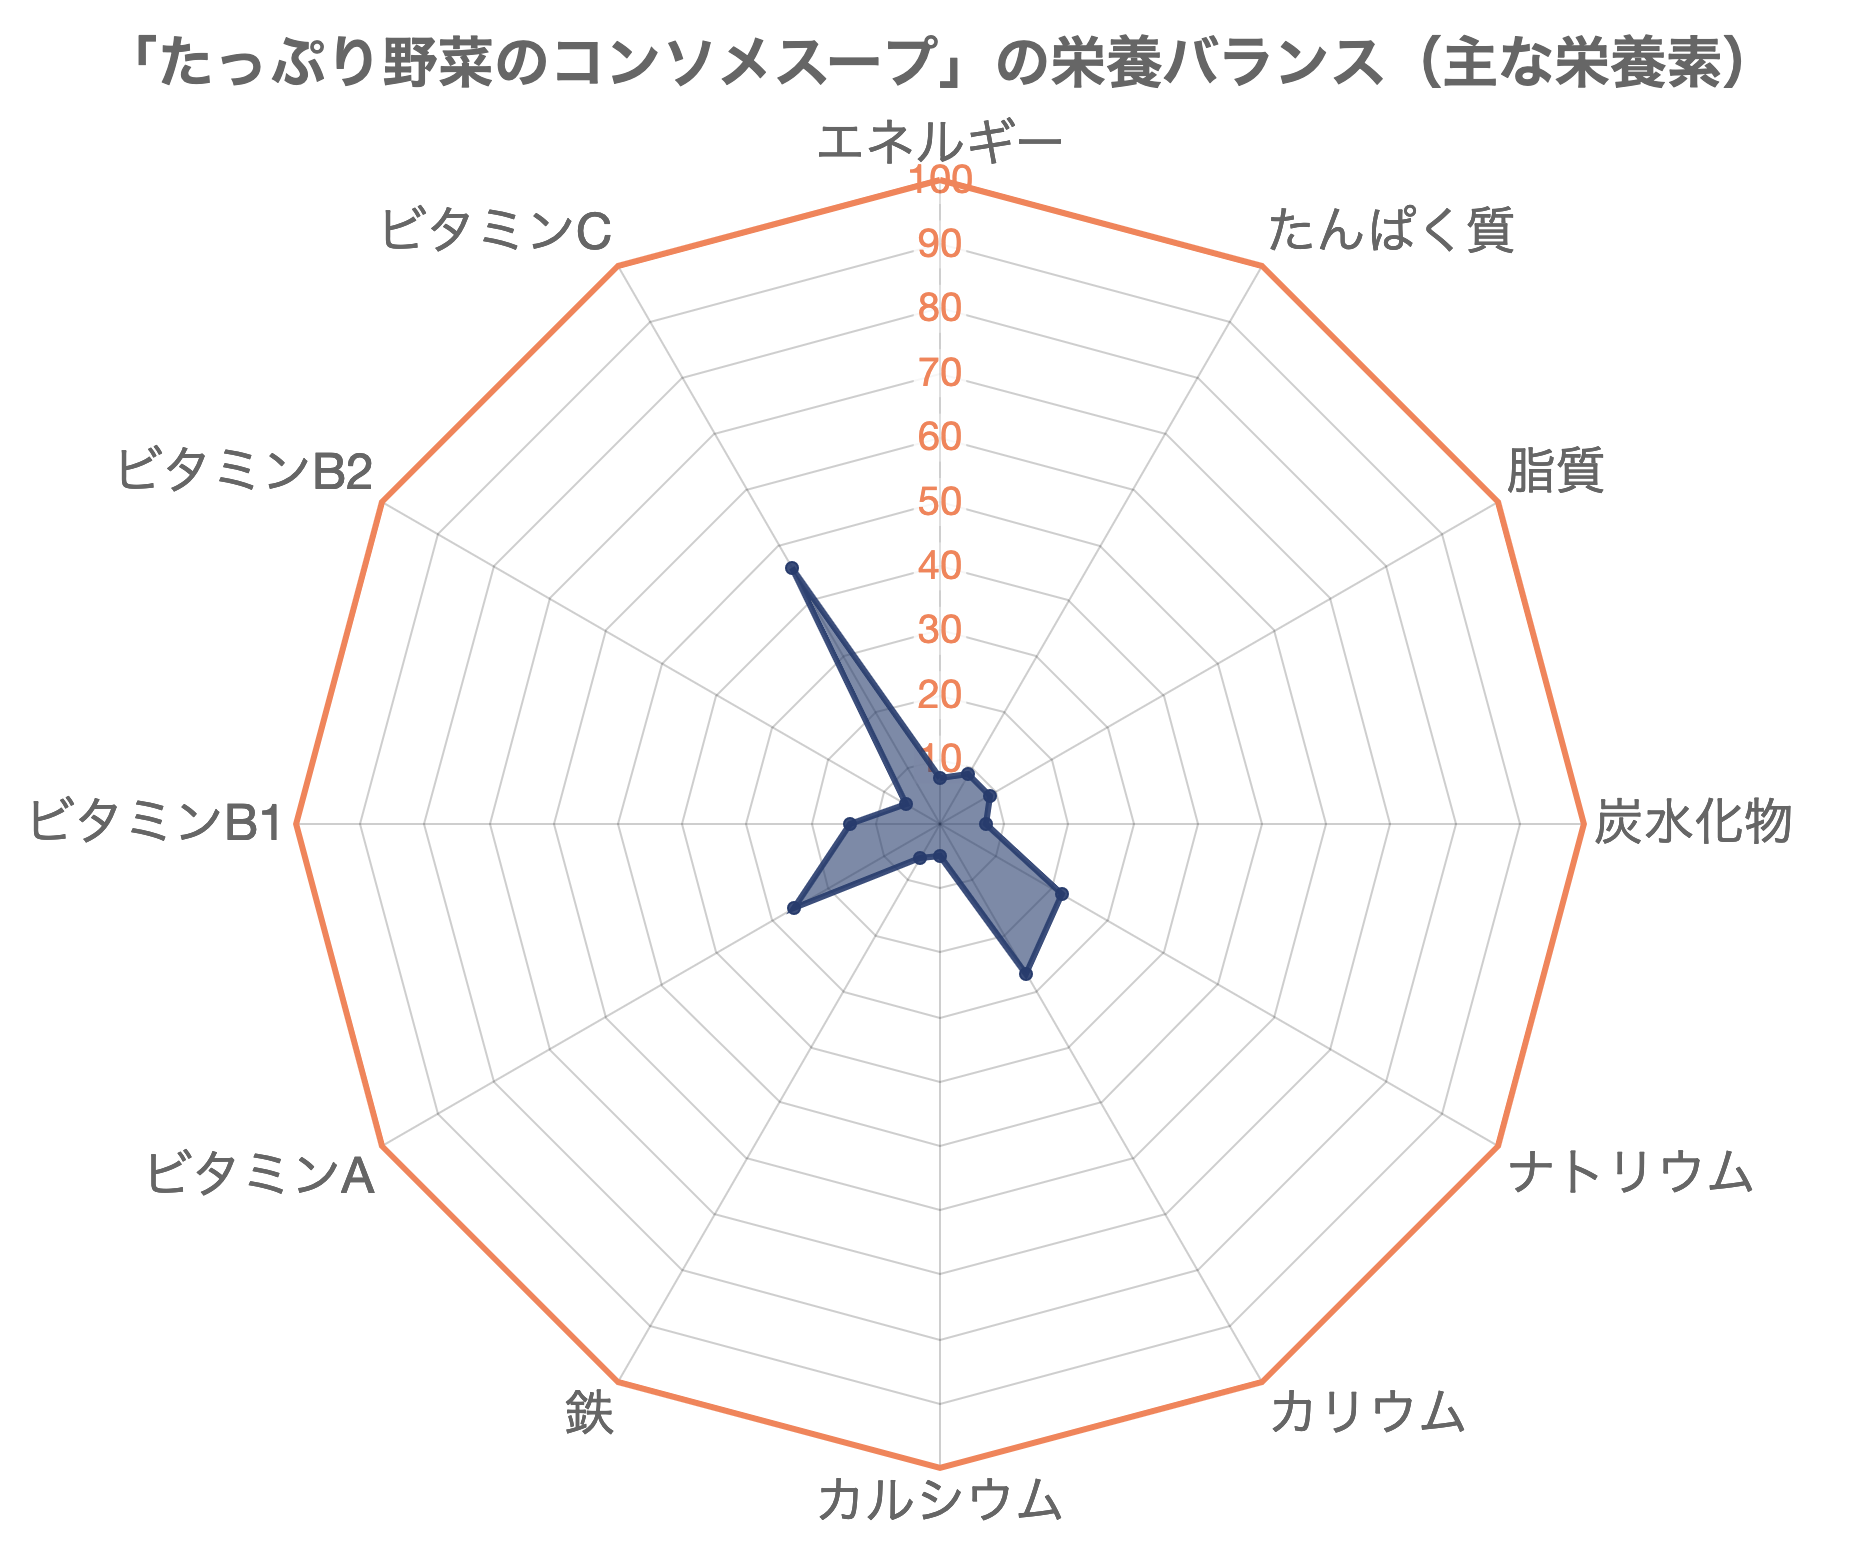 「たっぷり野菜のコンソメスープ」の栄養バランス（主な栄養素）
エネルギー
100
ビタミンC
たんぱく質
90
80
70
60
ビタミンB2
脂質
50
40
30
20
10
ビタミンB1
炭水化物
ビタミンA
ナトリウム
鉄
カリウム
カルシウム